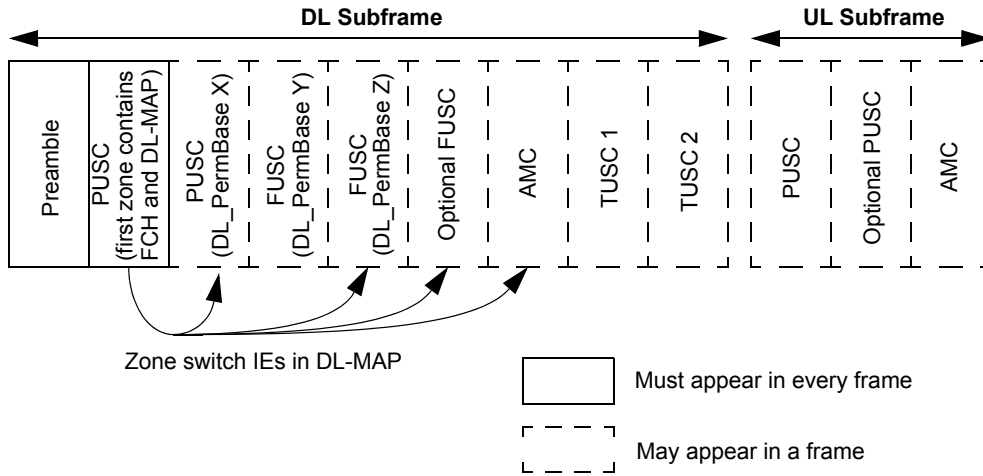 DL Subframe
UL Subframe
Preamble
PUSC
(first zone contains
FCH and DL-MAP)
PUSC
(DL_PermBase X)
FUSC
(DL_PermBase Y)
FUSC
(DL_PermBase Z)
Optional FUSC
AMC
TUSC 1
TUSC 2
PUSC
Optional PUSC
AMC
Zone switch IEs in DL-MAP
Must appear in every frame
May appear in a frame